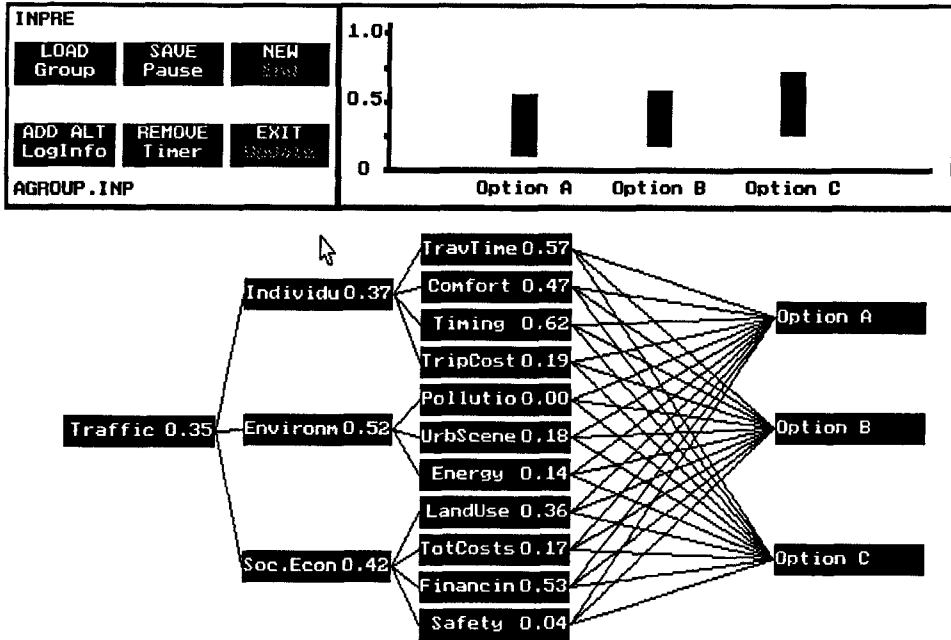 INPRE
LOAD SAVE NEW
Group Pause
ADD ALT REMOVE EXIT
LogInfo Timer
AGROUP.INP
1.0
0.5
0
Option A Option B Option C
TravTime 0.57
Individu 0.37
Comfort 0.47
Timing 0.62
Option A
TripCost 0.19
Pollutio 0.00
Traffic 0.35
Environm 0.52
UrbScene 0.18
Option B
Energy 0.14
LandUse 0.36
TotCosts 0.17
Soc.Econ 0.42
Option C
Financin 0.53
Safety 0.04